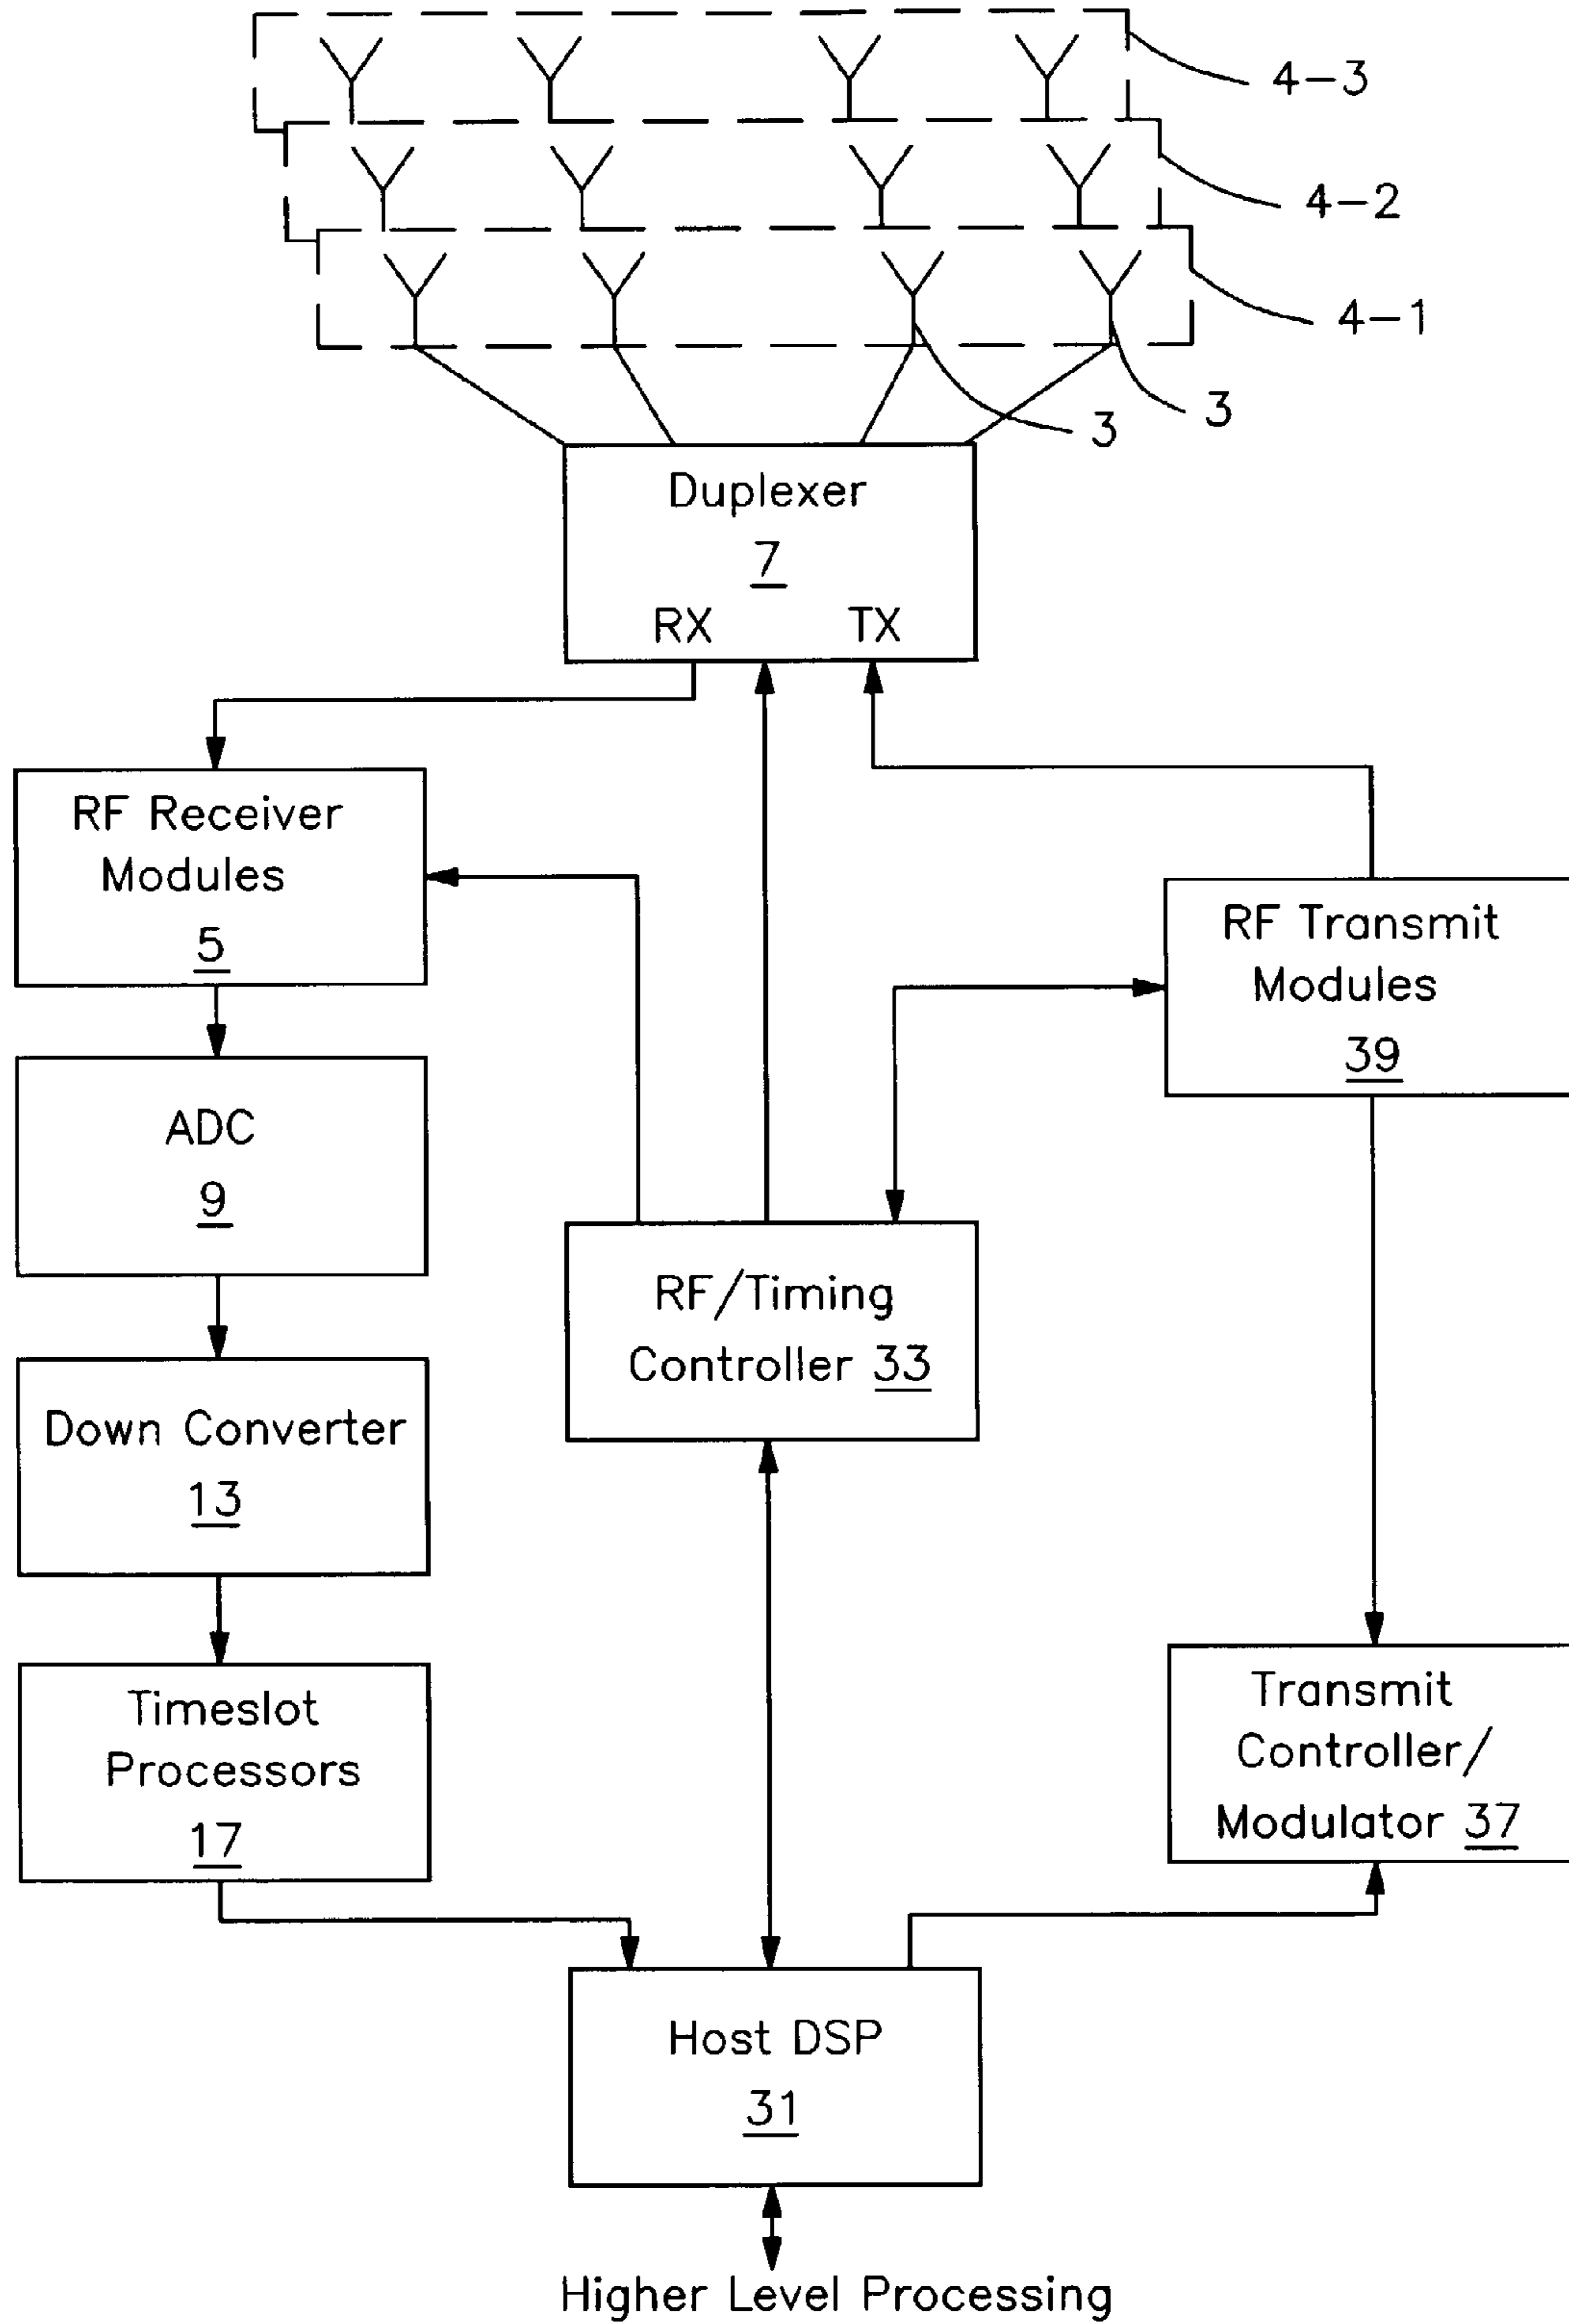 4-3
4-2
4-1
3
3
Duplexer
7
RX TX
RF Receiver
Modules
5
RF Transmit
Modules
39
ADC
9
RF/Timing
Controller 33
Down Converter
13
Timeslot
Processors
17
Transmit
Controller/
Modulator 37
Host DSP
31
Higher Level Processing